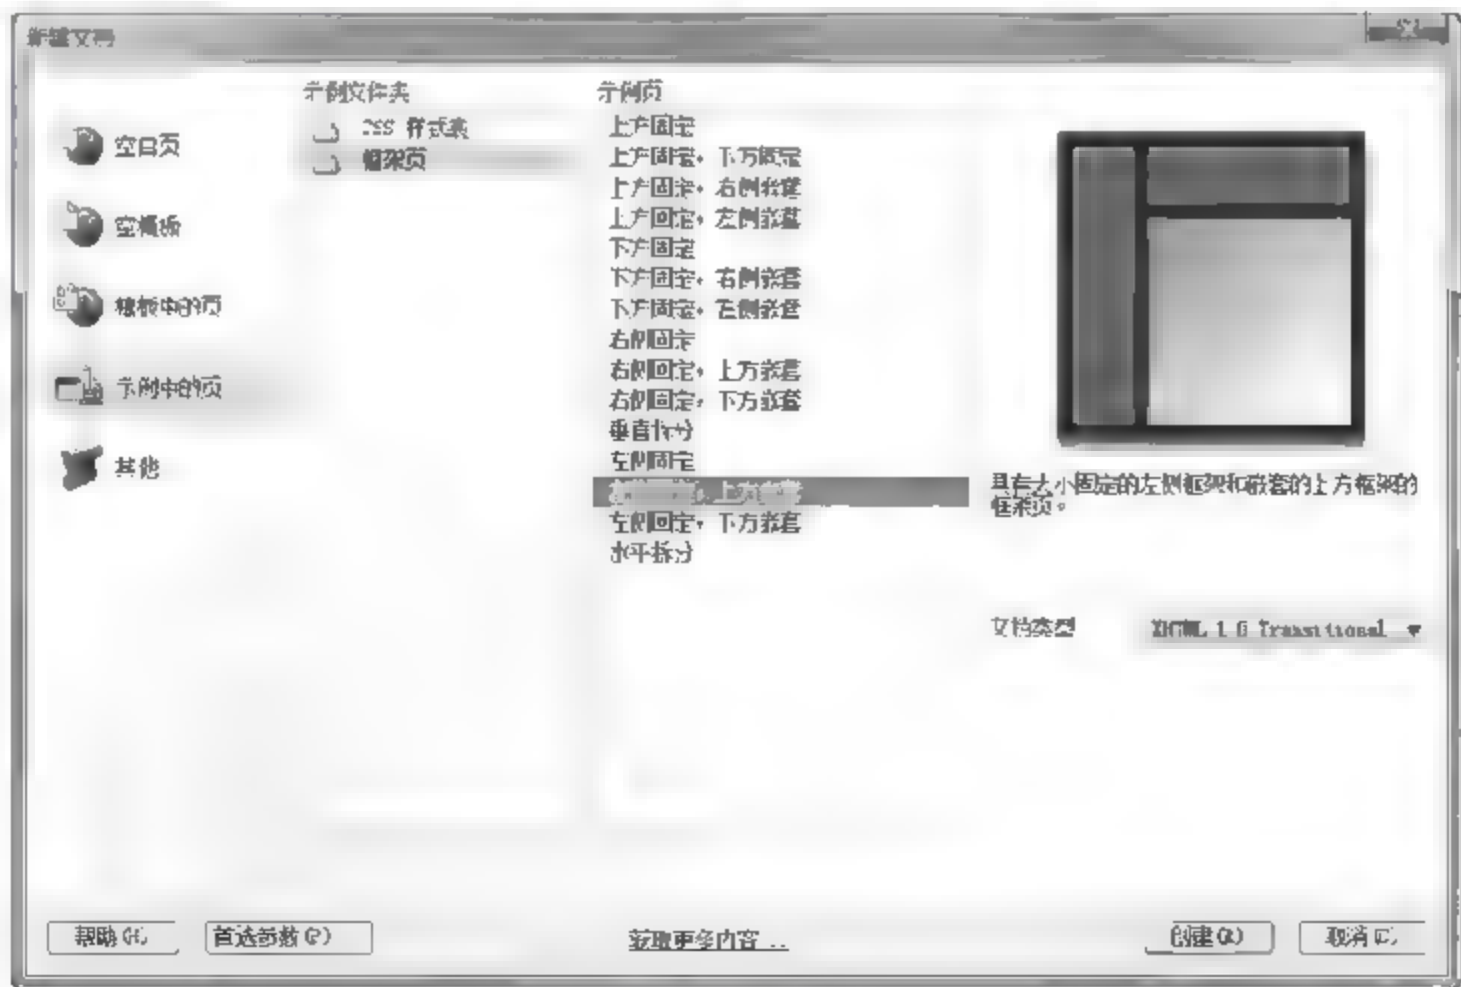 新建文档
示例文件夹
CSS 样式表
框架页
示例页
上方固定
上方固定，下方固定
上方固定，右侧嵌套
上方固定，左侧嵌套
下方固定
下方固定，右侧嵌套
下方固定，左侧嵌套
右侧固定
右侧固定，上方嵌套
右侧固定，下方嵌套
垂直拆分
左侧固定
左侧固定，上方嵌套
左侧固定，下方嵌套
水平拆分
空白页
空模板
模板中的页
示例中的页
其他
具有大小固定的左侧框架和嵌套的上方框架的
框架页。
文档类型
XHTML 1.0 Transitional
帮助(H)
首选参数(P)
获取更多内容...
创建(R)
取消(C)